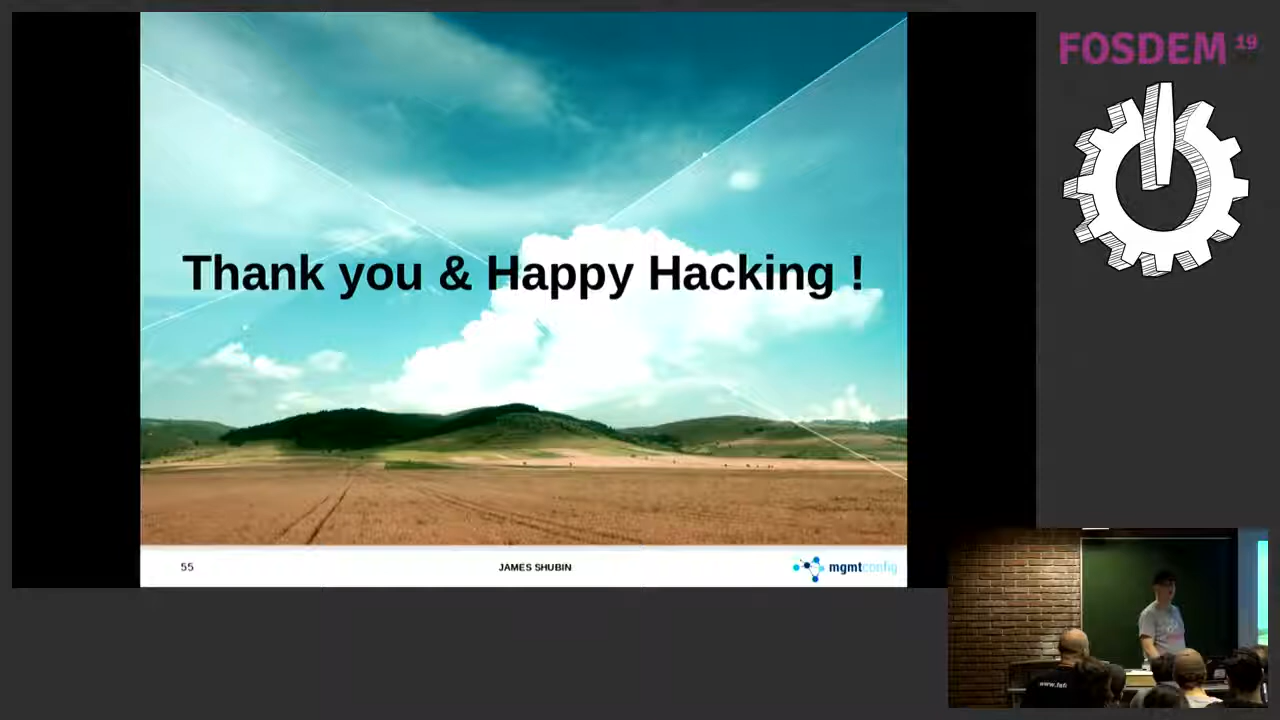 FOSDEM 19
Thank you & Happy Hacking !
55
JAMES SHUBIN
mgmtconfig